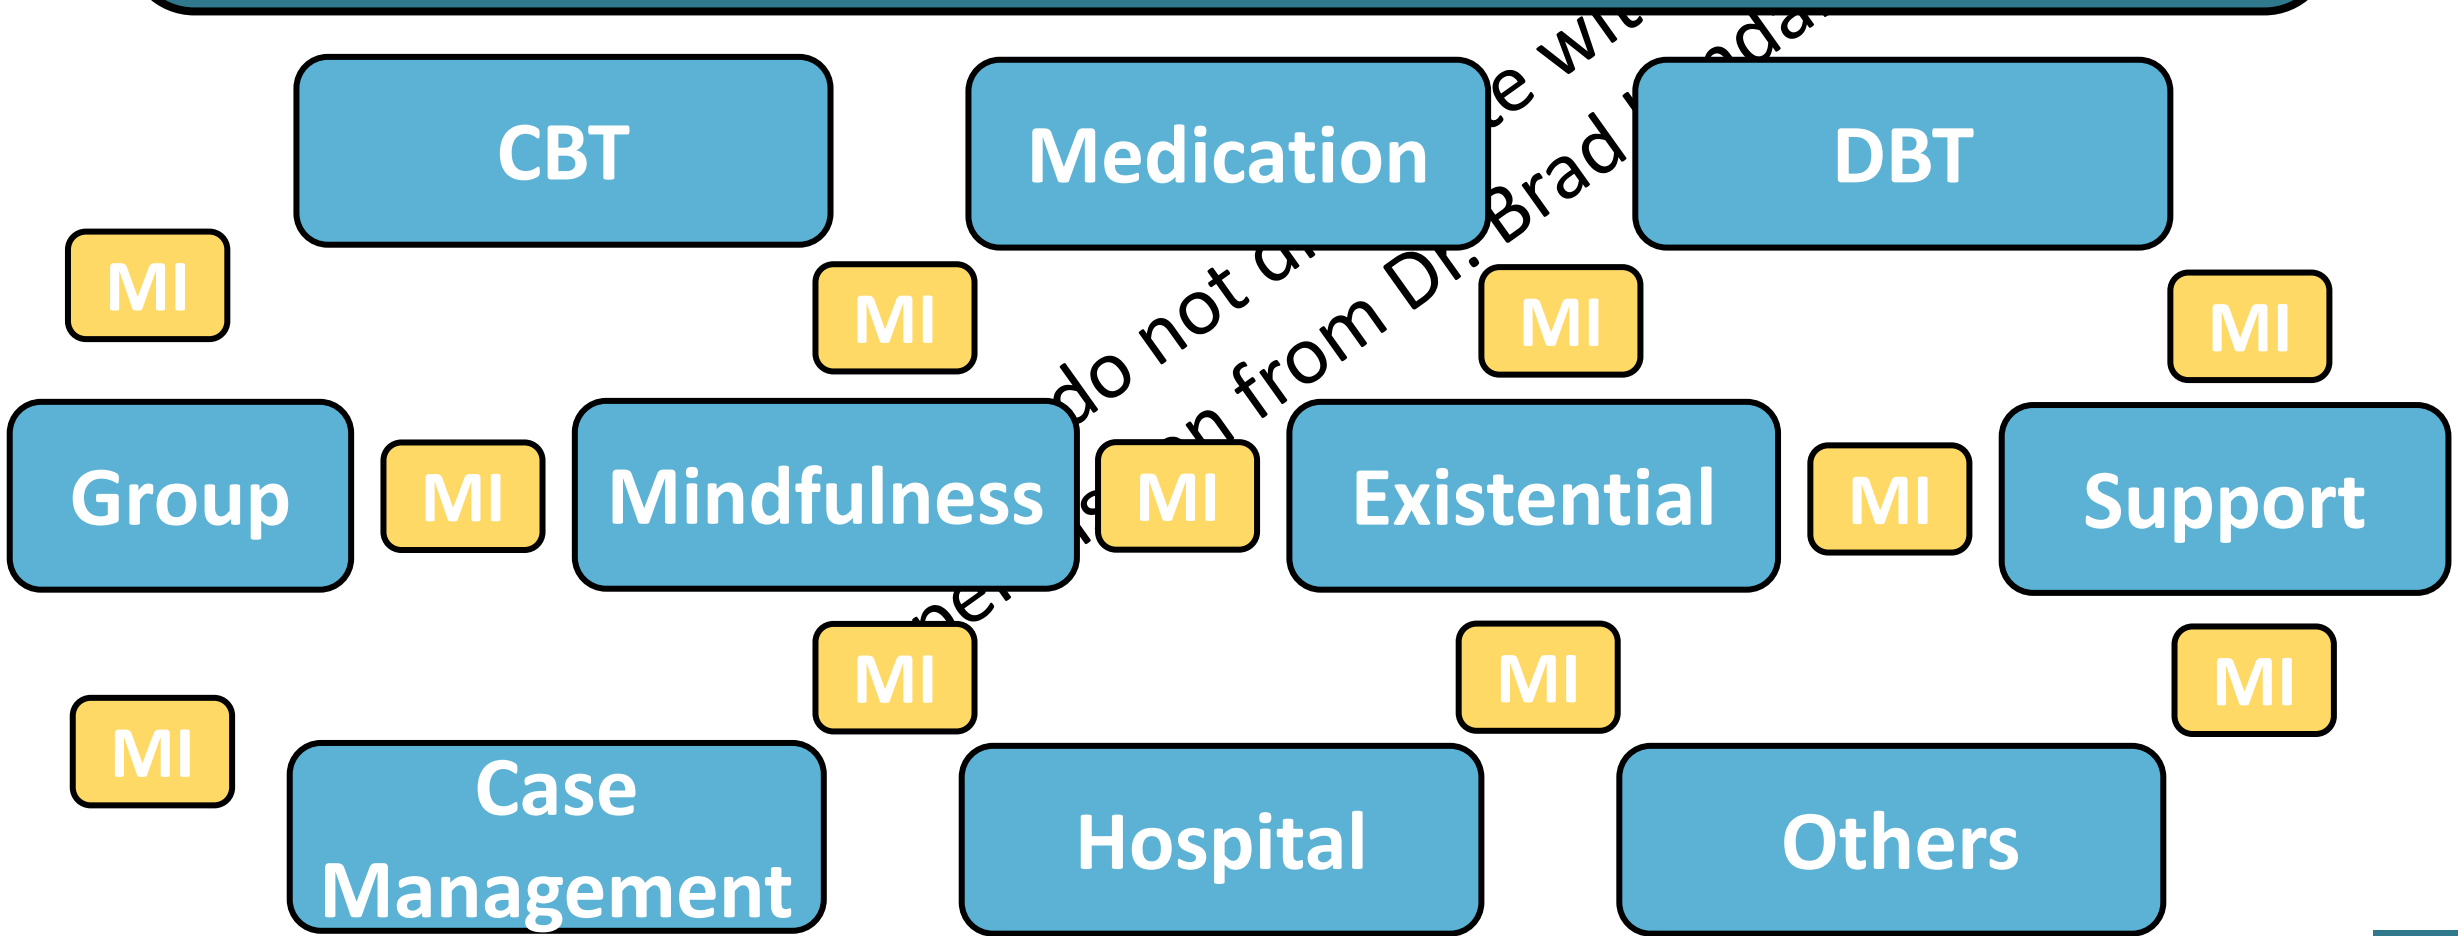 CBT
Medication
DBT
MI
MI
MI
MI
Group
MI
Mindfulness
MI
Existential
MI
Support
MI
MI
MI
MI
Case
Management
Hospital
Others
do not
from Dr. Brad